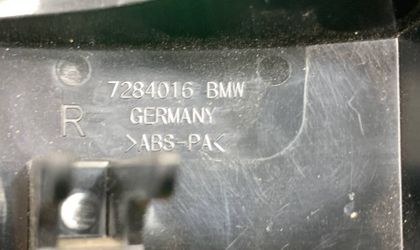 7284016 BMW
R GERMANY
>ABS-PA<